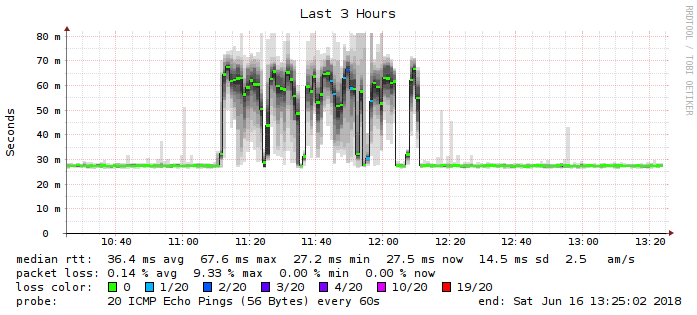 Last 3 Hours
RRDTOOL / TOBI OETIKER
Seconds
80 m
70 m
60 m
50 m
40 m
30 m
20 m
10 m
0
10:40 11:00 11:20 11:40 12:00 12:20 12:40 13:00 13:20
median rtt: 36.4 ms avg 67.6 ms max 27.2 ms min 27.5 ms now 14.5 ms sd 2.5 am/s
packet loss: 0.14 % avg 9.33 % max 0.00 % min 0.00 % now
loss color: 0 1/20 2/20 3/20 4/20 10/20 19/20
probe: 20 ICMP Echo Pings (56 Bytes) every 60s end: Sat Jun 16 13:25:02 2018